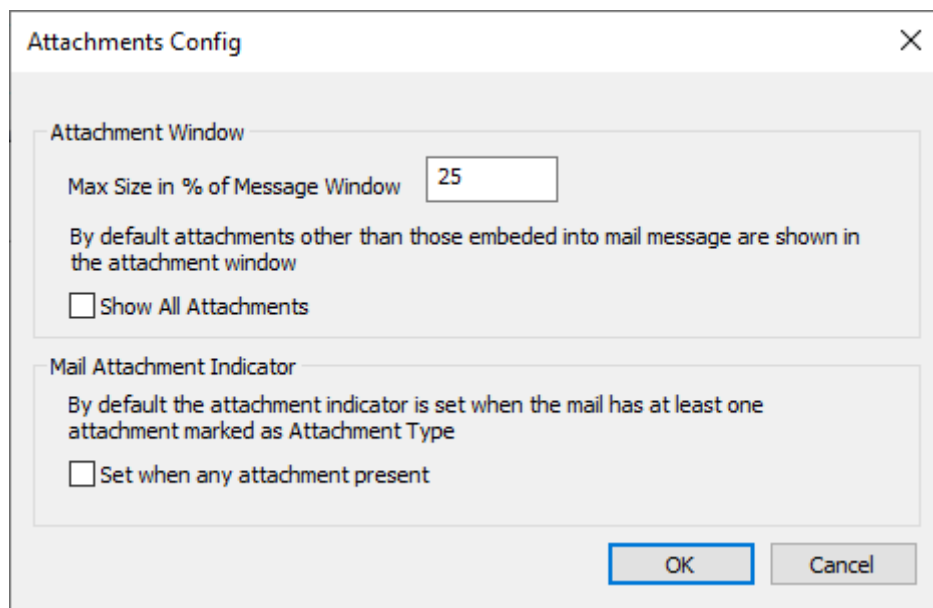 Attachments Config
Attachment Window
Max Size in % of Message Window 25
By default attachments other than those embeded into mail message are shown in
the attachment window
Show All Attachments
Mail Attachment Indicator
By default the attachment indicator is set when the mail has at least one
attachment marked as Attachment Type
Set when any attachment present
OK Cancel